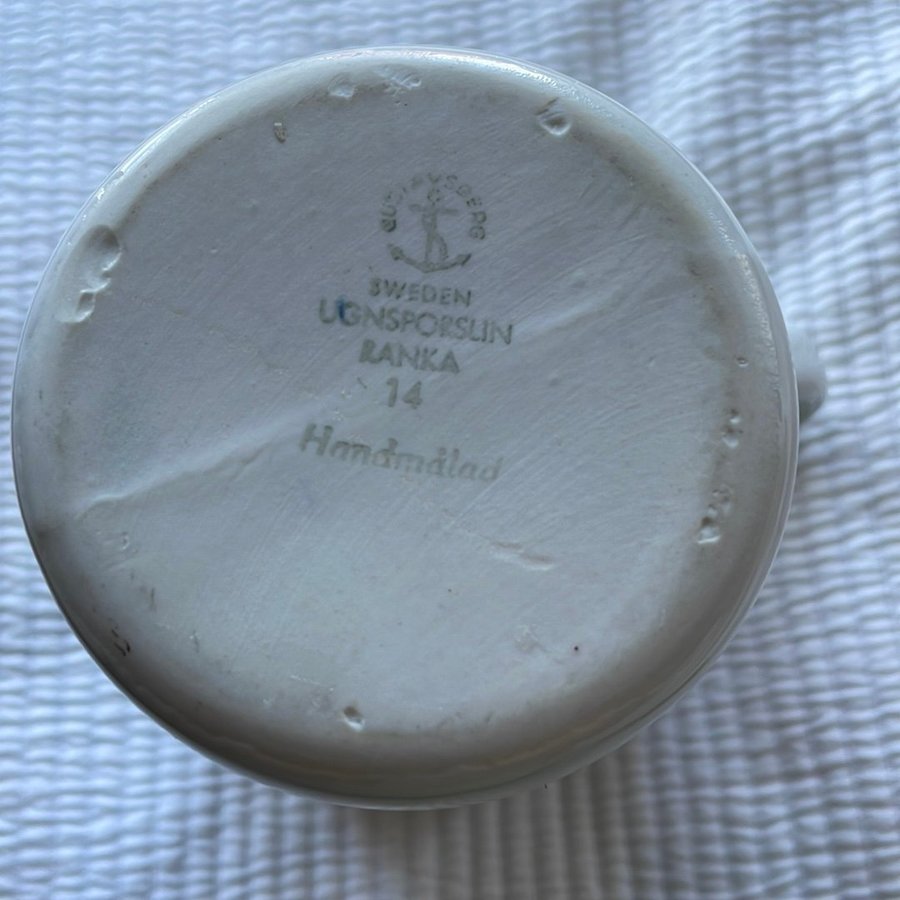 GUSTAVSBERG
SWEDEN
UGNSPORSLIN
RANKA
14
Handmålad